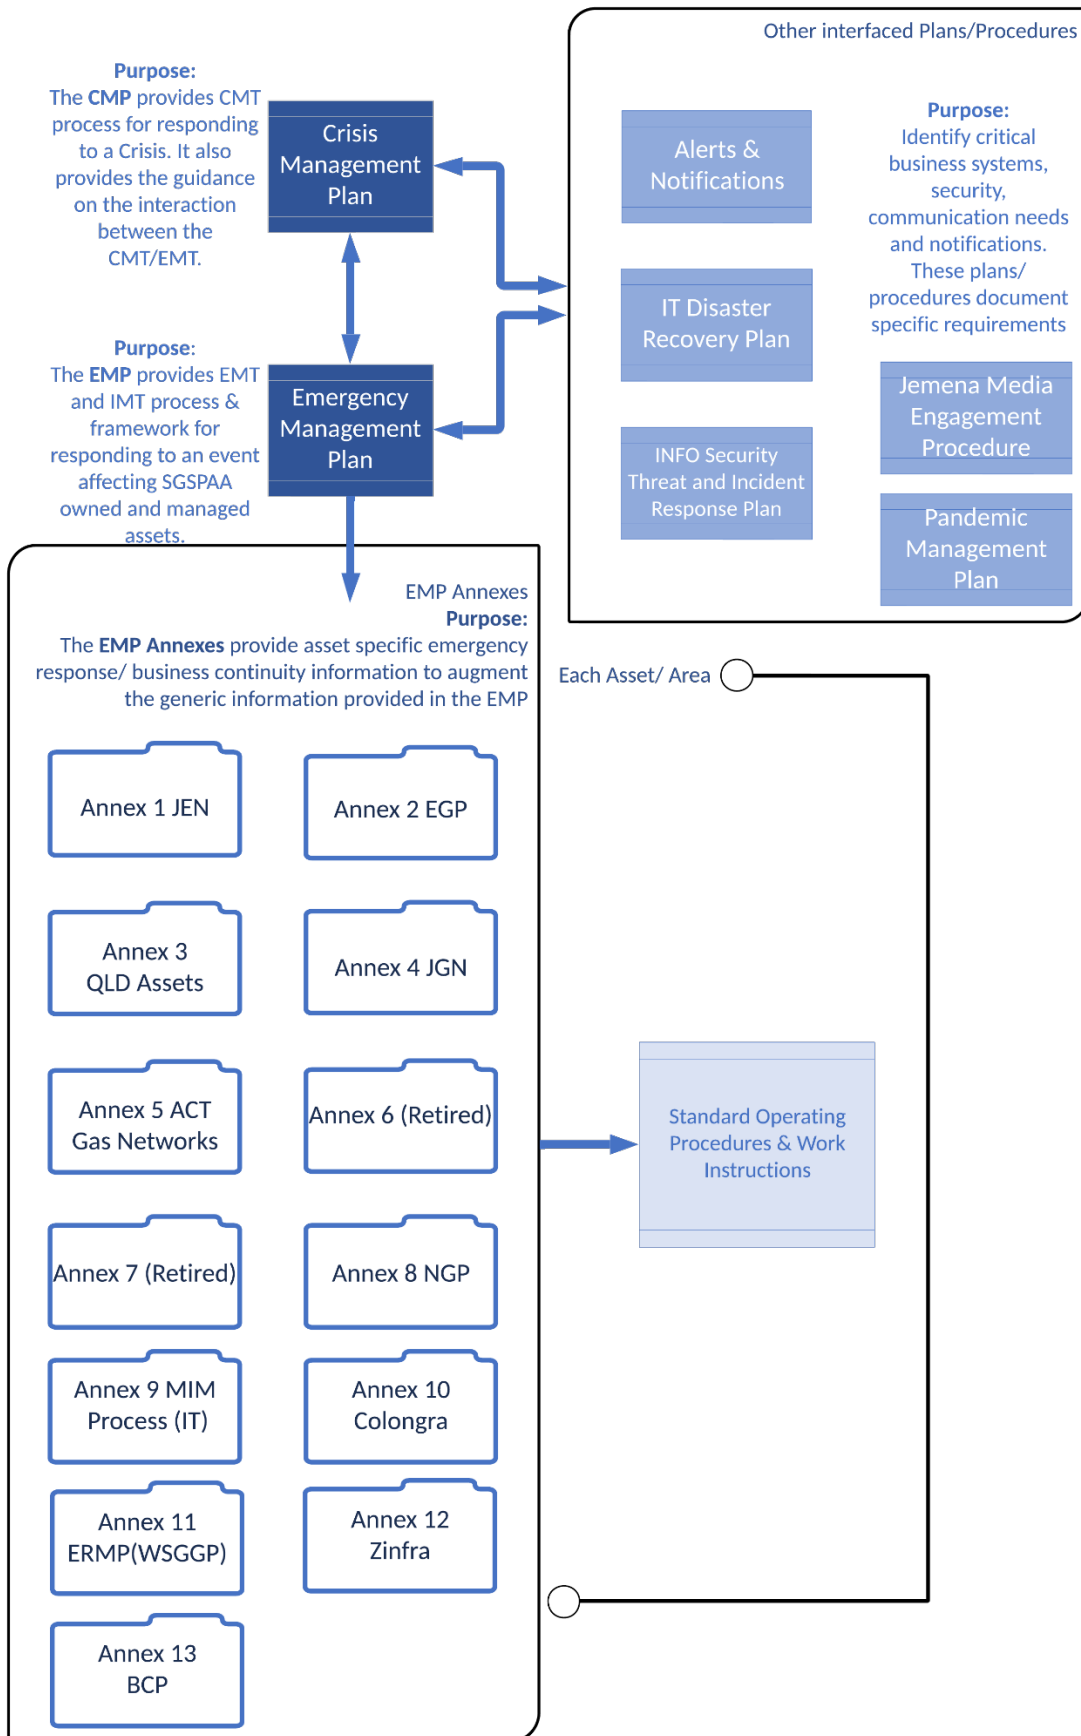 Other interfaced Plans/Procedures
Purpose:
The CMP provides CMT
process for responding
to a Crisis. It also
provides the guidance
on the interaction
between the
CMT/EMT.
Crisis
Management
Plan
Alerts &
Notifications
Purpose:
Identify critical
business systems,
security,
communication needs
and notifications.
These plans/
procedures document
specific requirements
IT Disaster
Recovery Plan
Purpose:
The EMP provides EMT
and IMT process &
framework for
responding to an event
affecting SGSPAA
owned and managed
assets.
Emergency
Management
Plan
INFO Security
Threat and Incident
Response Plan
Jemena Media
Engagement
Procedure
Pandemic
Management
Plan
EMP Annexes
Purpose:
The EMP Annexes provide asset specific emergency
response/ business continuity information to augment
the generic information provided in the EMP
Each Asset/ Area
Annex 1 JEN
Annex 2 EGP
Annex 3
QLD Assets
Annex 4 JGN
Annex 5 ACT
Gas Networks
Annex 6 (Retired)
Standard Operating
Procedures & Work
Instructions
Annex 7 (Retired)
Annex 8 NGP
Annex 9 MIM
Process (IT)
Annex 10
Colongra
Annex 11
ERMP(WSGGP)
Annex 12
Zinfra
Annex 13
BCP